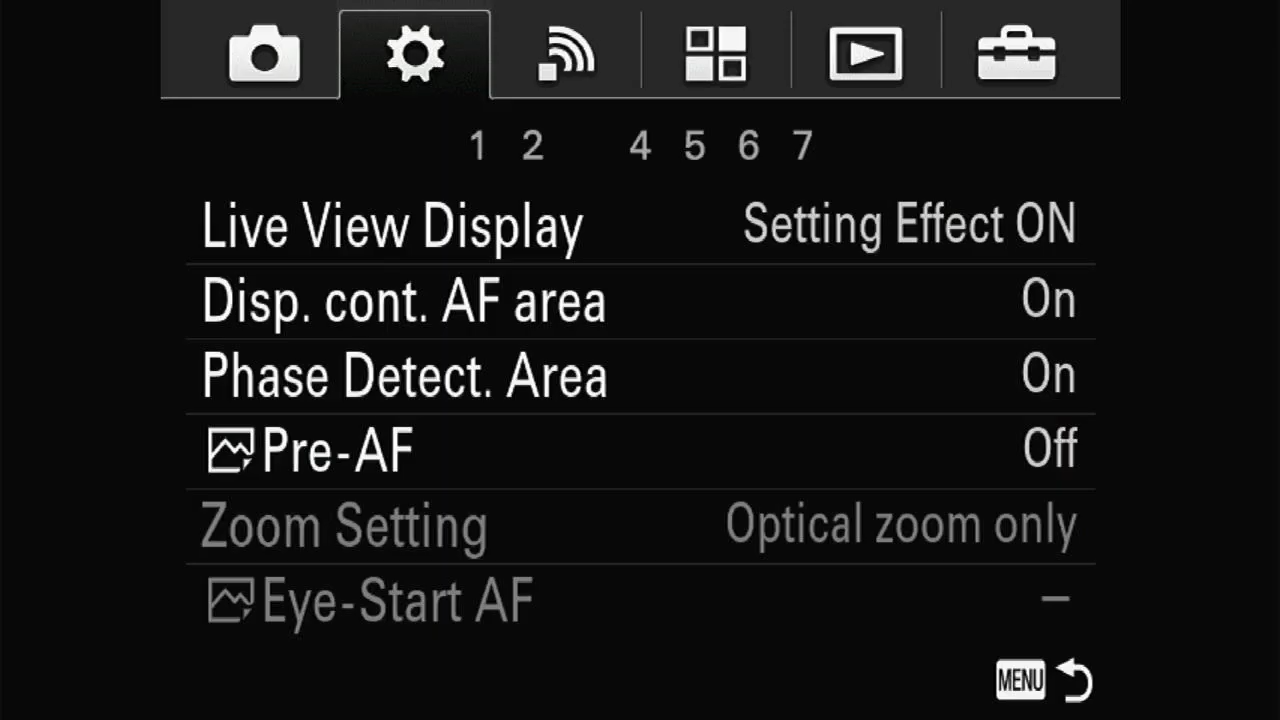 1 2 4 5 6 7
Live View Display Setting Effect ON
Disp. cont. AF area On
Phase Detect. Area On
Pre-AF Off
Zoom Setting Optical zoom only
Eye-Start AF –
MENU